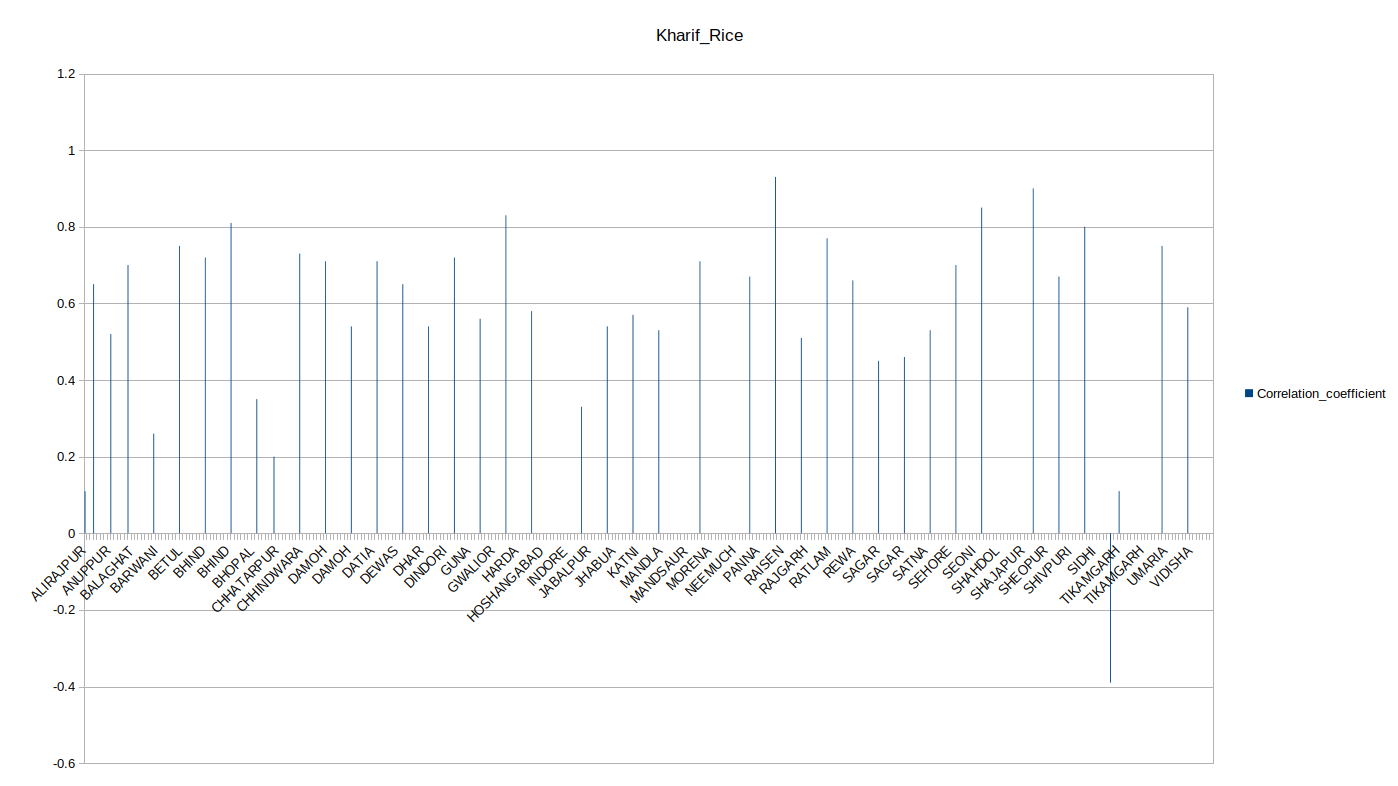 Kharif_Rice
1.2
1
0.8
0.6
0.4
0.2
0
-0.2
-0.4
-0.6
ALIRAJPUR
ANUPPUR
BALAGHAT
BARWANI
BETUL
BHIND
BHIND
BHOPAL
CHHATARPUR
CHHINDWARA
DAMOH
DAMOH
DATIA
DEWAS
DHAR
DINDORI
GUNA
GWALIOR
HARDA
HOSHANGABAD
INDORE
JABALPUR
JHABUA
KATNI
MANDLA
MANDSAUR
MORENA
NEEMUCH
PANNA
RAISEN
RAJGARH
RATLAM
REWA
SAGAR
SAGAR
SATNA
SEHORE
SEONI
SHAHDOL
SHAJAPUR
SHEOPUR
SHIVPURI
SIDHI
TIKAMGARH
TIKAMGARH
UMARIA
VIDISHA
Correlation_coefficient